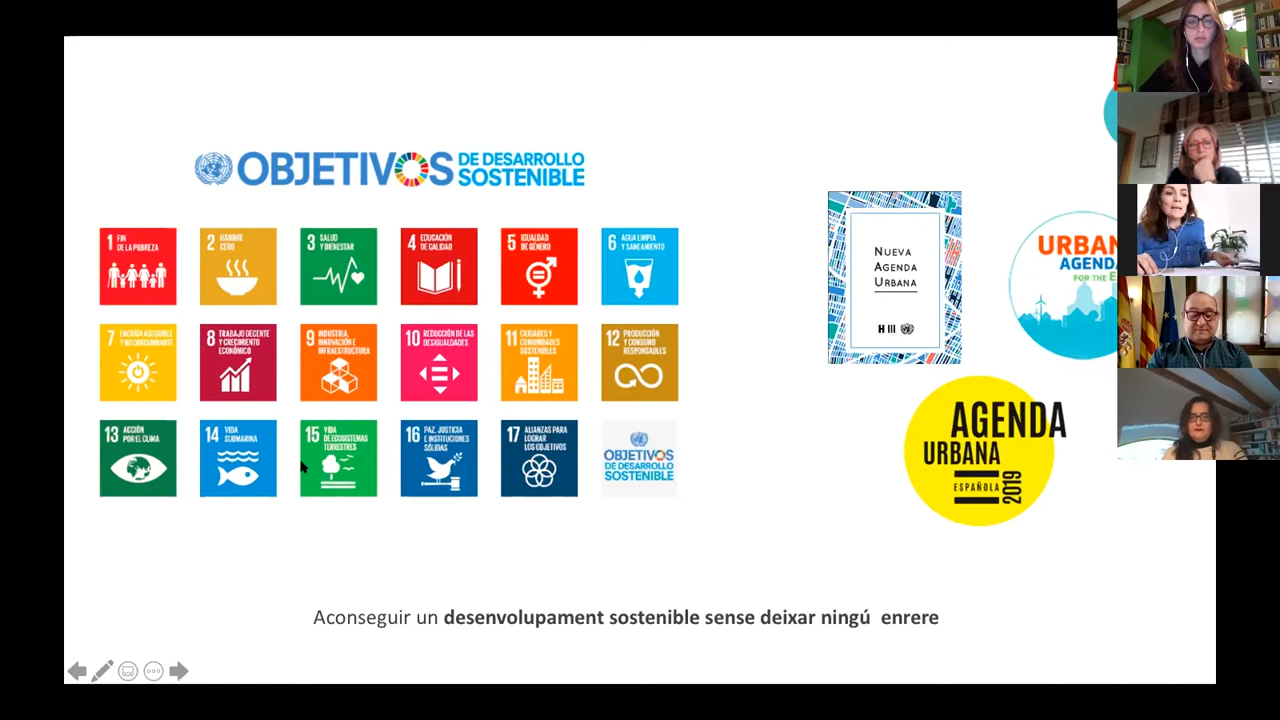 OBJETIVOS DE DESARROLLO
SOSTENIBLE
1 FIN
DE LA POBREZA
2 HAMBRE
CERO
3 SALUD
Y BIENESTAR
4 EDUCACIÓN
DE CALIDAD
5 IGUALDAD
DE GÉNERO
6 AGUA LIMPIA
Y SANEAMIENTO
7 ENERGÍA ASEQUIBLE
Y NO CONTAMINANTE
8 TRABAJO DECENTE
Y CRECIMIENTO
ECONÓMICO
9 INDUSTRIA,
INNOVACIÓN E
INFRAESTRUCTURA
10 REDUCCIÓN DE LAS
DESIGUALDADES
11 CIUDADES Y
COMUNIDADES
SOSTENIBLES
12 PRODUCCIÓN
Y CONSUMO
RESPONSABLES
13 ACCIÓN
POR EL CLIMA
14 VIDA
SUBMARINA
15 VIDA
DE ECOSISTEMAS
TERRESTRES
16 PAZ, JUSTICIA
E INSTITUCIONES
SÓLIDAS
17 ALIANZAS PARA
LOGRAR
LOS OBJETIVOS
OBJETIVOS
DE DESARROLLO
SOSTENIBLE
NUEVA
AGENDA
URBANA
H III
URBAN
AGENDA
FOR THE E
AGENDA
URBANA
ESPAÑOLA
2019
Aconseguir un desenvolupament sostenible sense deixar ningú enrere